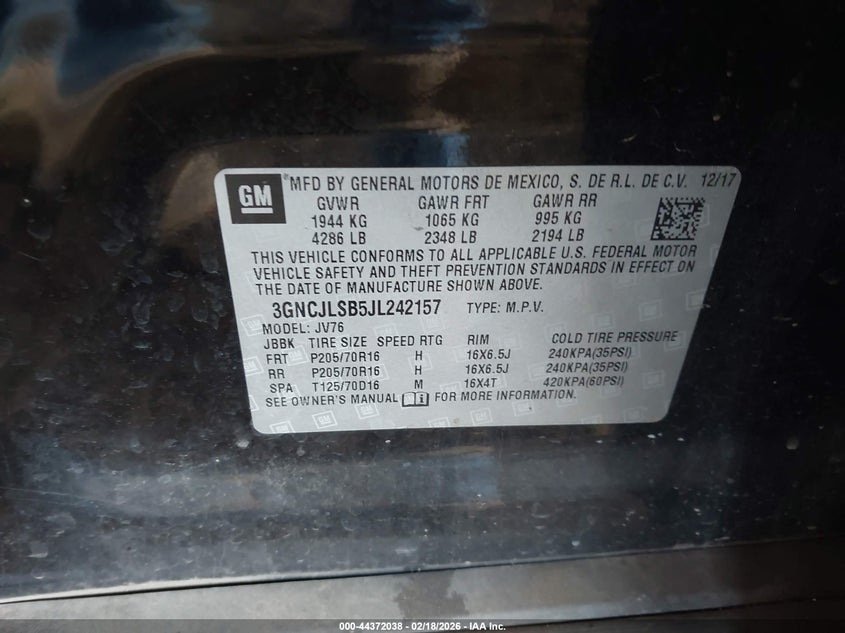 GM
® MFD BY GENERAL MOTORS DE MEXICO, S. DE R.L. DE C.V. 12/17
GVWR GAWR FRT GAWR RR
1944 KG 1065 KG 995 KG
4286 LB 2348 LB 2194 LB
THIS VEHICLE CONFORMS TO ALL APPLICABLE U.S. FEDERAL MOTOR
VEHICLE SAFETY AND THEFT PREVENTION STANDARDS IN EFFECT ON
THE DATE OF MANUFACTURE SHOWN ABOVE.
3GNCJLSB5JL242157 TYPE: M.P.V.
MODEL: JV76
JBBK TIRE SIZE SPEED RTG RIM COLD TIRE PRESSURE
FRT P205/70R16 H 16X6.5J 240KPA(35PSI)
RR P205/70R16 H 16X6.5J 240KPA(35PSI)
SPA T125/70D16 M 16X4T 420KPA(60PSI)
SEE OWNER'S MANUAL FOR MORE INFORMATION.
000-44372038 - 02/18/2026 - IAA Inc.